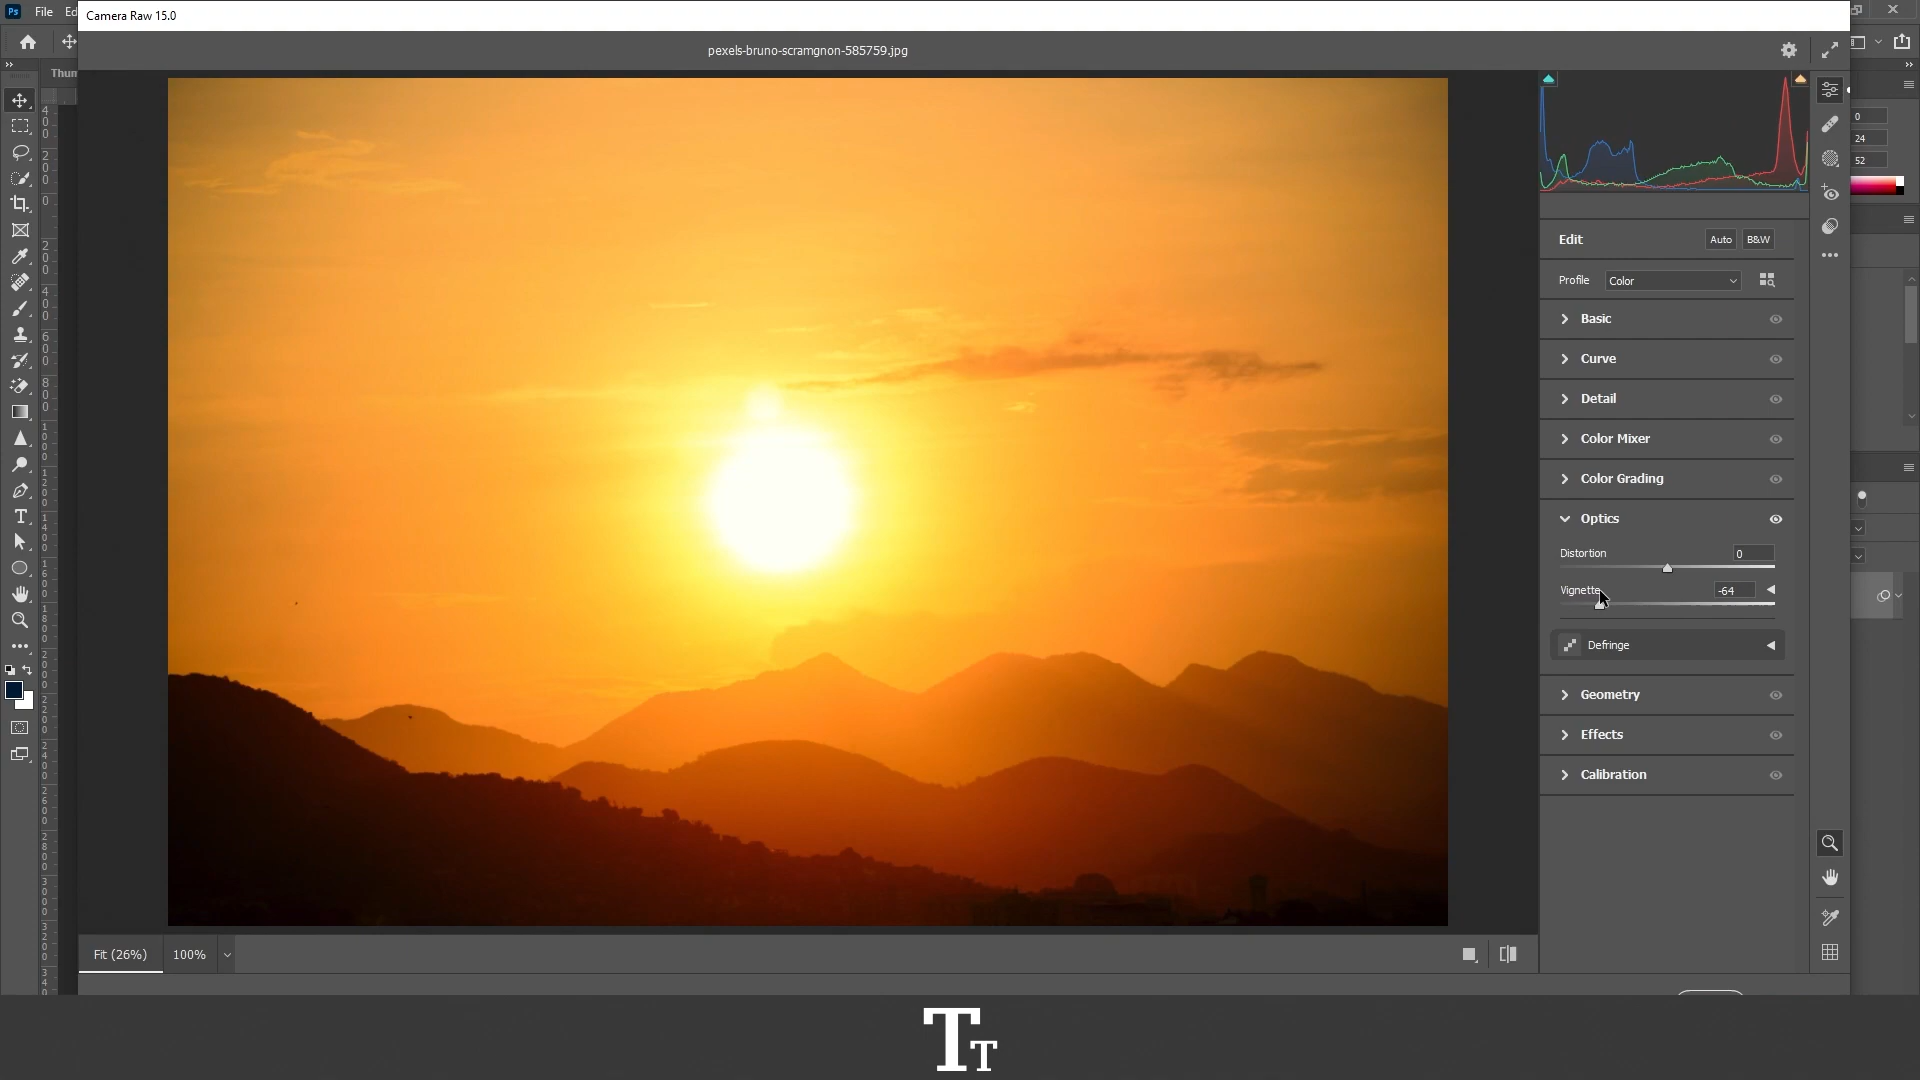 Ps File Ed
Camera Raw 15.0
pexels-bruno-scramgnon-585759.jpg
Thum
0
24
52
Edit Auto B&W
Profile Color
Basic
Curve
Detail
Color Mixer
Color Grading
Optics
Distortion 0
Vignette -64
Defringe
Geometry
Effects
Calibration
Fit (26%) 100%
TT